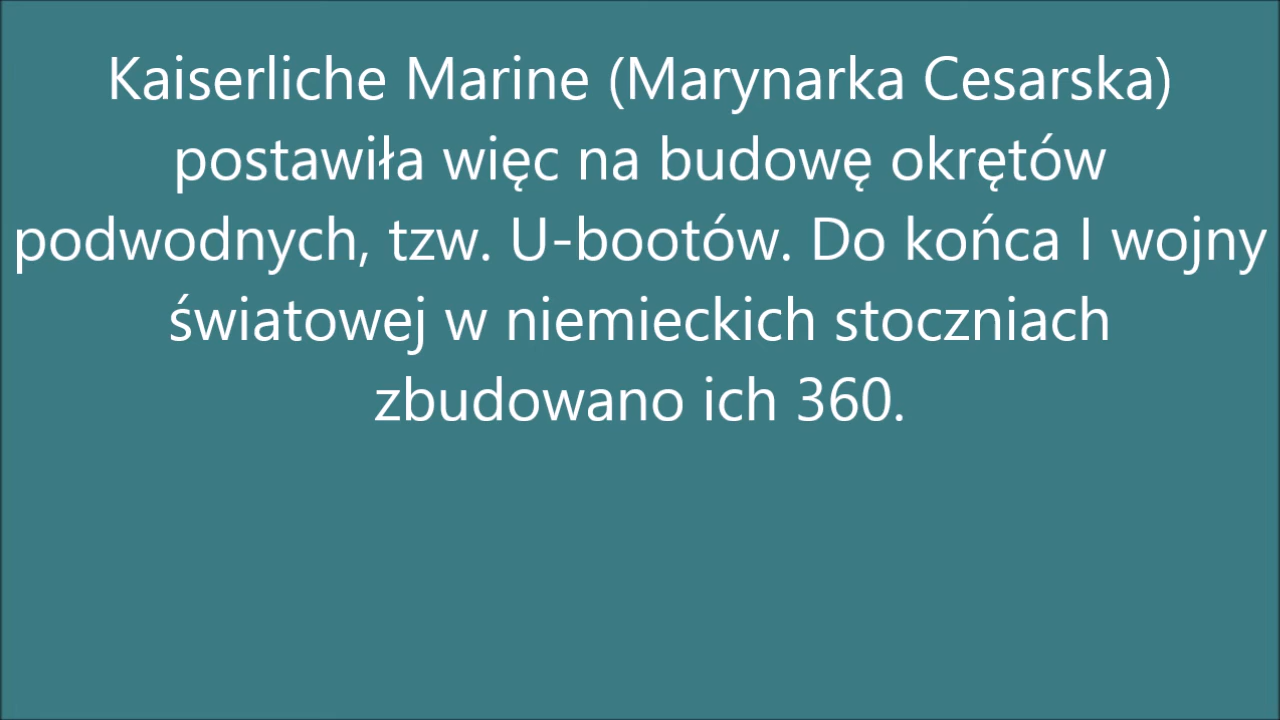 Kaiserliche Marine (Marynarka Cesarska)
postawiła więc na budowę okrętów
podwodnych, tzw. U-bootów. Do końca I wojny
światowej w niemieckich stoczniach
zbudowano ich 360.